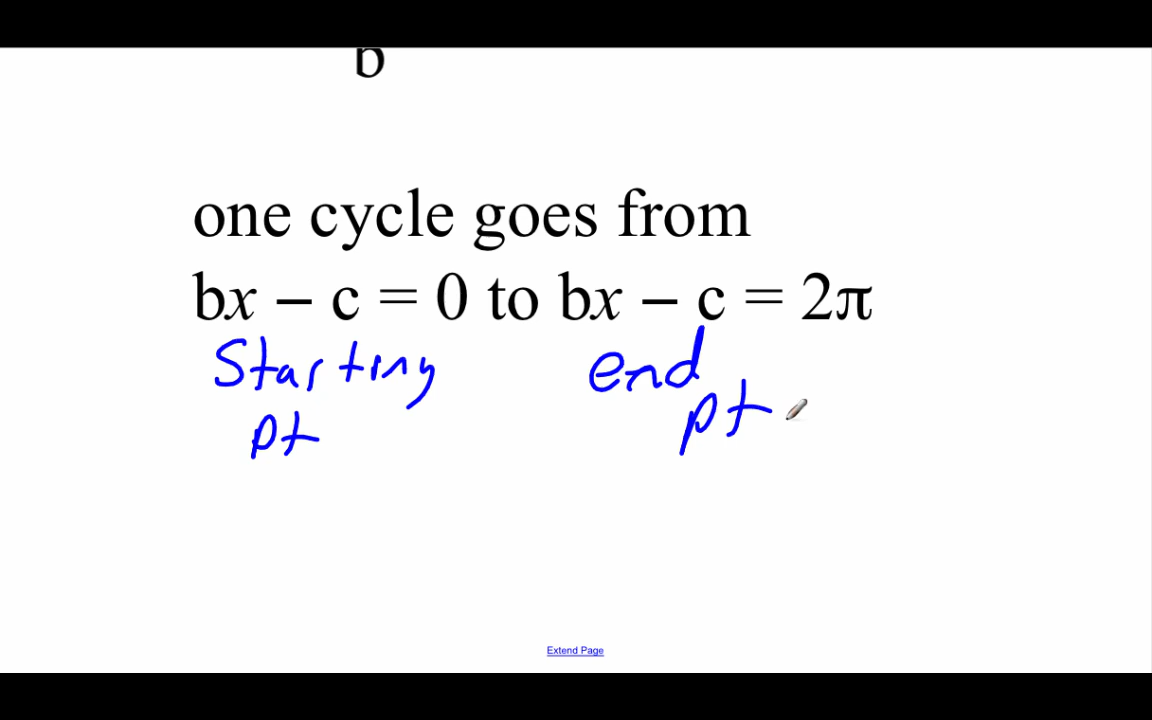 b
one cycle goes from
bx – c = 0 to bx – c = 2π
Starting end
pt pt
Extend Page